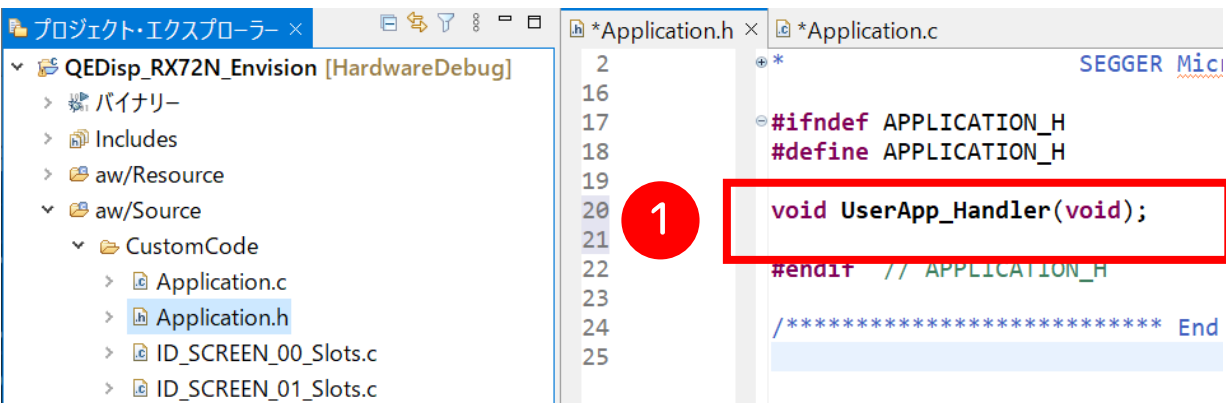 プロジェクト・エクスプローラー
QEDisp_RX72N_Envision [HardwareDebug]
バイナリー
Includes
aw/Resource
aw/Source
CustomCode
Application.c
Application.h
ID_SCREEN_00_Slots.c
ID_SCREEN_01_Slots.c
*Application.h
*Application.c
2 * SEGGER Micr
16
17 #ifndef APPLICATION_H
18 #define APPLICATION_H
19
1
20 void UserApp_Handler(void);
21
22 #endif // APPLICATION_H
23
24 /**************************** End
25